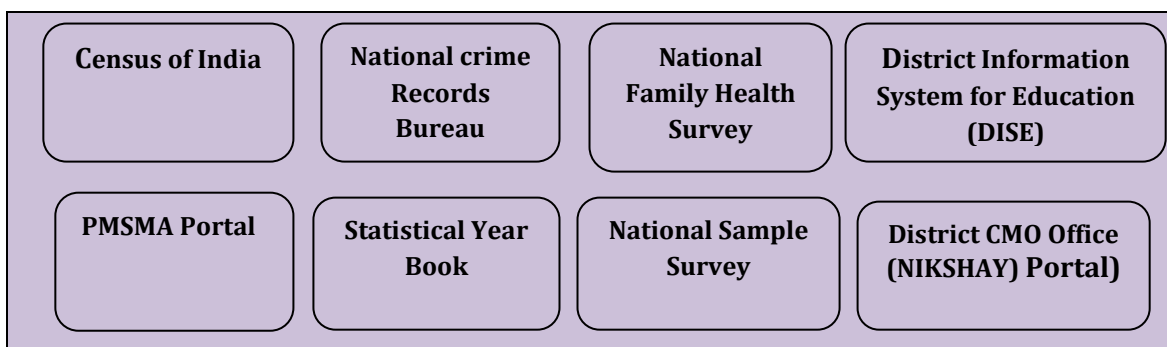 Census of India
National crime
Records
Bureau
National
Family Health
Survey
District Information
System for Education
(DISE)
PMSMA Portal
Statistical Year
Book
National Sample
Survey
District CMO Office
(NIKSHAY) Portal)